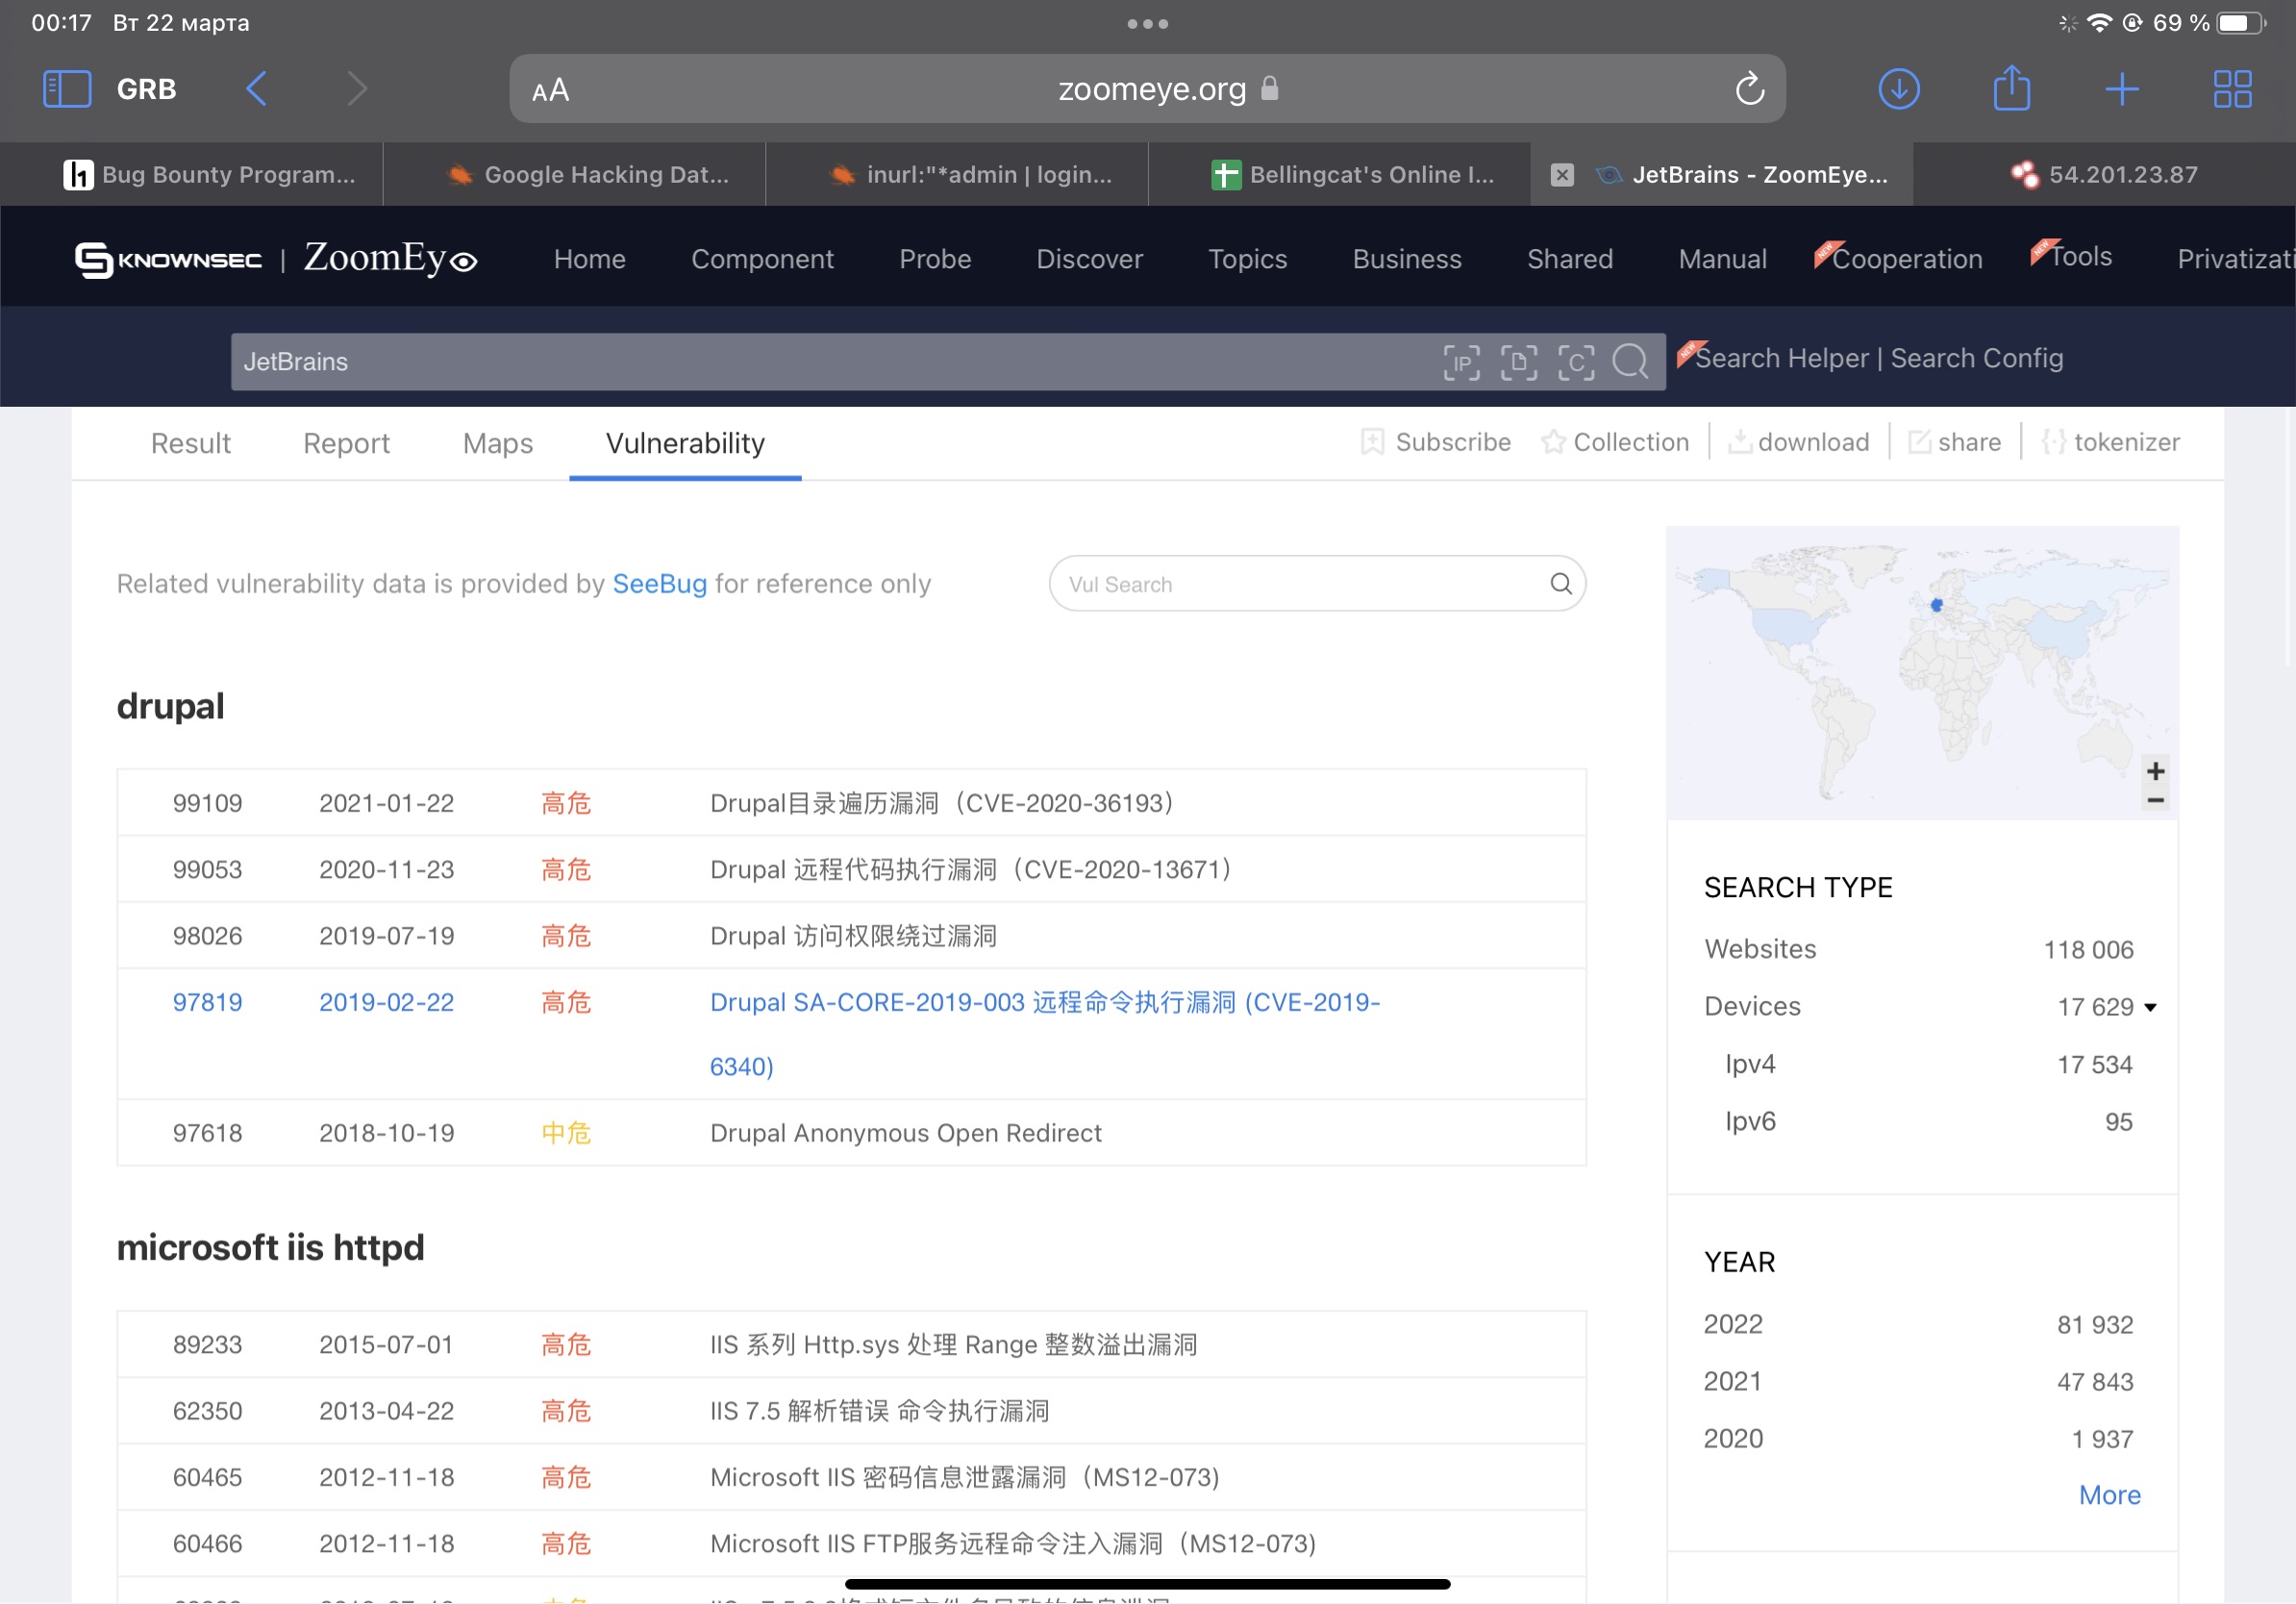 00:17 Вт 22 марта
69 %
GRB
AA
zoomeye.org
Bug Bounty Program...
Google Hacking Dat...
inurl:"*admin | login...
Bellingcat's Online I...
JetBrains - ZoomEye...
54.201.23.87
KNOWNSEC | ZoomEye
Home
Component
Probe
Discover
Topics
Business
Shared
Manual
NEW Cooperation
NEW Tools
Privatizati
JetBrains
IP
C
NEW Search Helper | Search Config
Result
Report
Maps
Vulnerability
Subscribe
Collection
download
share
tokenizer
Related vulnerability data is provided by SeeBug for reference only
Vul Search
drupal
99109 2021-01-22 高危 Drupal目录遍历漏洞（CVE-2020-36193）
99053 2020-11-23 高危 Drupal 远程代码执行漏洞（CVE-2020-13671）
98026 2019-07-19 高危 Drupal 访问权限绕过漏洞
97819 2019-02-22 高危 Drupal SA-CORE-2019-003 远程命令执行漏洞 (CVE-2019-
6340)
97618 2018-10-19 中危 Drupal Anonymous Open Redirect
microsoft iis httpd
89233 2015-07-01 高危 IIS 系列 Http.sys 处理 Range 整数溢出漏洞
62350 2013-04-22 高危 IIS 7.5 解析错误 命令执行漏洞
60465 2012-11-18 高危 Microsoft IIS 密码信息泄露漏洞（MS12-073)
60466 2012-11-18 高危 Microsoft IIS FTP服务远程命令注入漏洞（MS12-073)
+
−
SEARCH TYPE
Websites 118 006
Devices 17 629
Ipv4 17 534
Ipv6 95
YEAR
2022 81 932
2021 47 843
2020 1 937
More